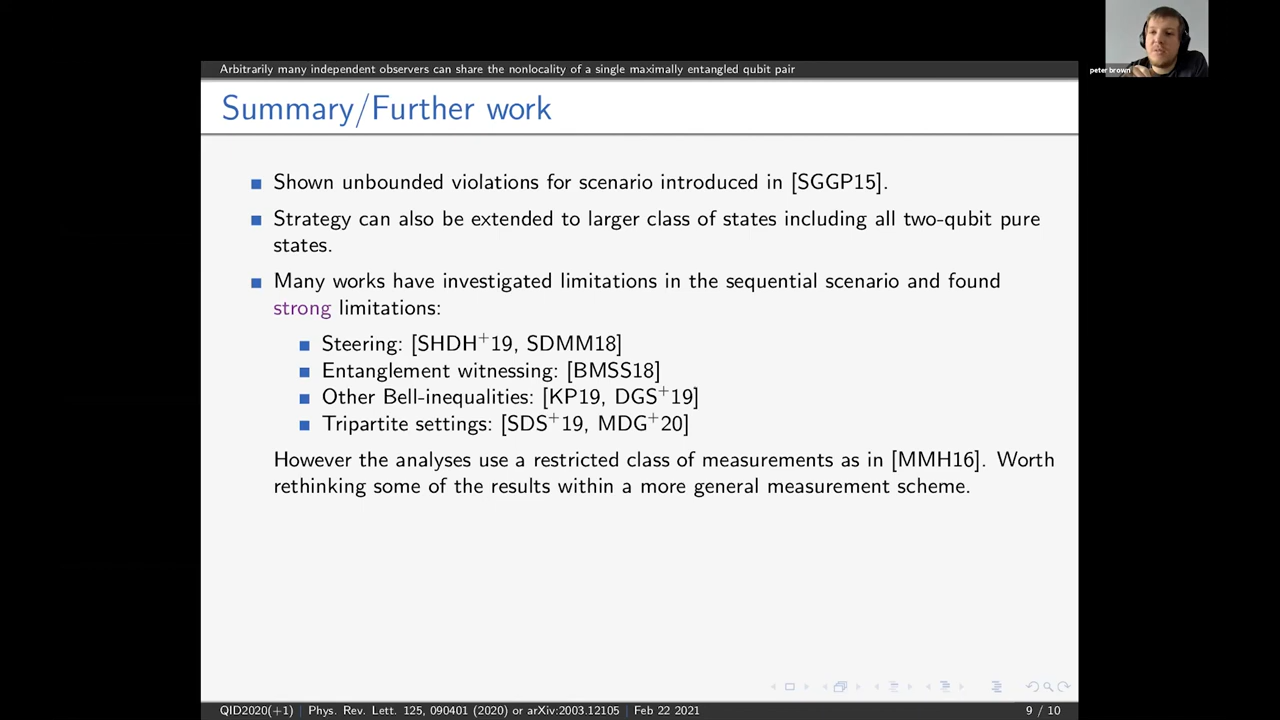 Arbitrarily many independent observers can share the nonlocality of a single maximally entangled qubit pair
peter brown
Summary/Further work
Shown unbounded violations for scenario introduced in [SGGP15].
Strategy can also be extended to larger class of states including all two-qubit pure
states.
Many works have investigated limitations in the sequential scenario and found
strong limitations:
Steering: [SHDH+19, SDMM18]
Entanglement witnessing: [BMSS18]
Other Bell-inequalities: [KP19, DGS+19]
Tripartite settings: [SDS+19, MDG+20]
However the analyses use a restricted class of measurements as in [MMH16]. Worth
rethinking some of the results within a more general measurement scheme.
QID2020(+1) | Phys. Rev. Lett. 125, 090401 (2020) or arXiv:2003.12105 | Feb 22 2021
9 / 10